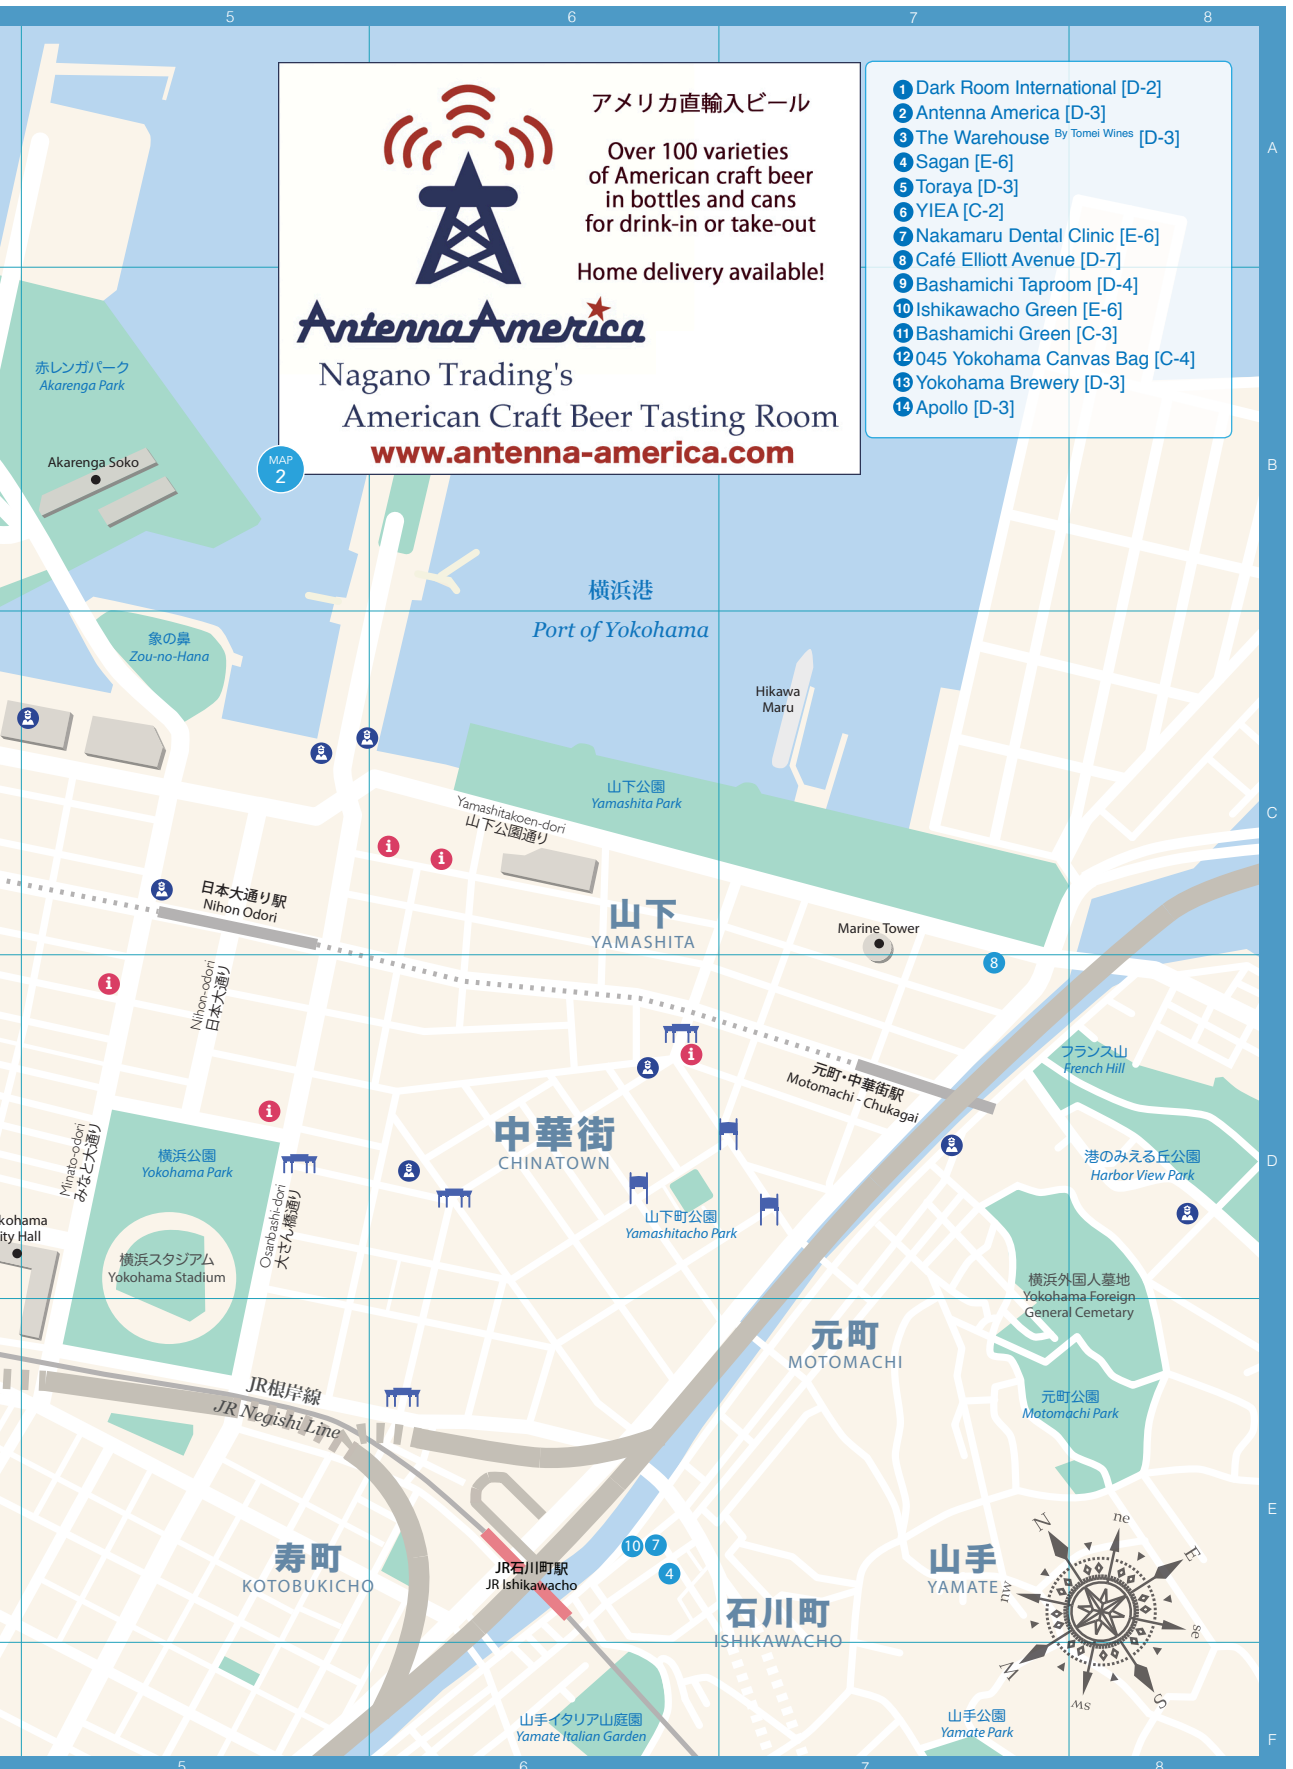 5
6
7
8
アメリカ直輸入ビール
Over 100 varieties
of American craft beer
in bottles and cans
for drink-in or take-out
Home delivery available!
Antenna America
Nagano Trading's
American Craft Beer Tasting Room
www.antenna-america.com
MAP
2
1 Dark Room International [D-2]
2 Antenna America [D-3]
3 The Warehouse By Tomei Wines [D-3]
4 Sagan [E-6]
5 Toraya [D-3]
6 YIEA [C-2]
7 Nakamaru Dental Clinic [E-6]
8 Café Elliott Avenue [D-7]
9 Bashamichi Taproom [D-4]
10 Ishikawacho Green [E-6]
11 Bashamichi Green [C-3]
12 045 Yokohama Canvas Bag [C-4]
13 Yokohama Brewery [D-3]
14 Apollo [D-3]
A
赤レンガパーク
Akarenga Park
Akarenga Soko
B
横浜港
Port of Yokohama
象の鼻
Zou-no-Hana
Hikawa
Maru
山下公園
Yamashita Park
Yamashitakoen-dori
山下公園通り
C
i
i
日本大通り駅
Nihon Odori
山下
YAMASHITA
Marine Tower
8
i
Nihon-odori
日本大通り
i
フランス山
French Hill
元町・中華街駅
Motomachi - Chukagai
i
Minato-odori
みなと大通り
横浜公園
Yokohama Park
中華街
CHINATOWN
港のみえる丘公園
Harbor View Park
D
Osanbashi-dori
大さん橋通り
山下町公園
Yamashitacho Park
kohama
ity Hall
横浜スタジアム
Yokohama Stadium
横浜外国人墓地
Yokohama Foreign
General Cemetary
元町
MOTOMACHI
JR根岸線
JR Negishi Line
元町公園
Motomachi Park
E
N
ne
E
se
S
sw
W
nw
10
7
4
寿町
KOTOBUKICHO
JR石川町駅
JR Ishikawacho
山手
YAMATE
石川町
ISHIKAWACHO
山手イタリア山庭園
Yamate Italian Garden
山手公園
Yamate Park
F
5
6
7
8